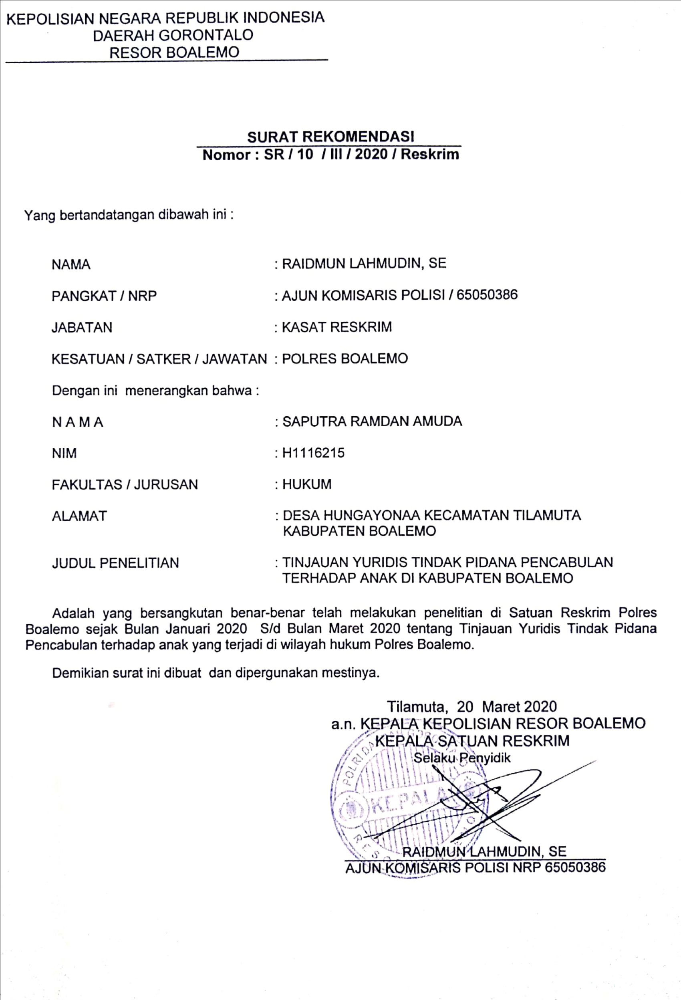 KEPOLISIAN NEGARA REPUBLIK INDONESIA
DAERAH GORONTALO
RESOR BOALEMO
SURAT REKOMENDASI
Nomor : SR / 10 / III / 2020 / Reskrim
Yang bertandatangan dibawah ini :
NAMA : RAIDMUN LAHMUDIN, SE
PANGKAT / NRP : AJUN KOMISARIS POLISI / 65050386
JABATAN : KASAT RESKRIM
KESATUAN / SATKER / JAWATAN : POLRES BOALEMO
Dengan ini menerangkan bahwa :
N A M A : SAPUTRA RAMDAN AMUDA
NIM : H1116215
FAKULTAS / JURUSAN : HUKUM
ALAMAT : DESA HUNGAYONAA KECAMATAN TILAMUTA
KABUPATEN BOALEMO
JUDUL PENELITIAN : TINJAUAN YURIDIS TINDAK PIDANA PENCABULAN
TERHADAP ANAK DI KABUPATEN BOALEMO
Adalah yang bersangkutan benar-benar telah melakukan penelitian di Satuan Reskrim Polres
Boalemo sejak Bulan Januari 2020 S/d Bulan Maret 2020 tentang Tinjauan Yuridis Tindak Pidana
Pencabulan terhadap anak yang terjadi di wilayah hukum Polres Boalemo.
Demikian surat ini dibuat dan dipergunakan mestinya.
Tilamuta, 20 Maret 2020
a.n. KEPALA KEPOLISIAN RESOR BOALEMO
KEPALA SATUAN RESKRIM
Selaku Penyidik
POLRI
KEPALA
RAIDMUN LAHMUDIN, SE
AJUN KOMISARIS POLISI NRP 65050386